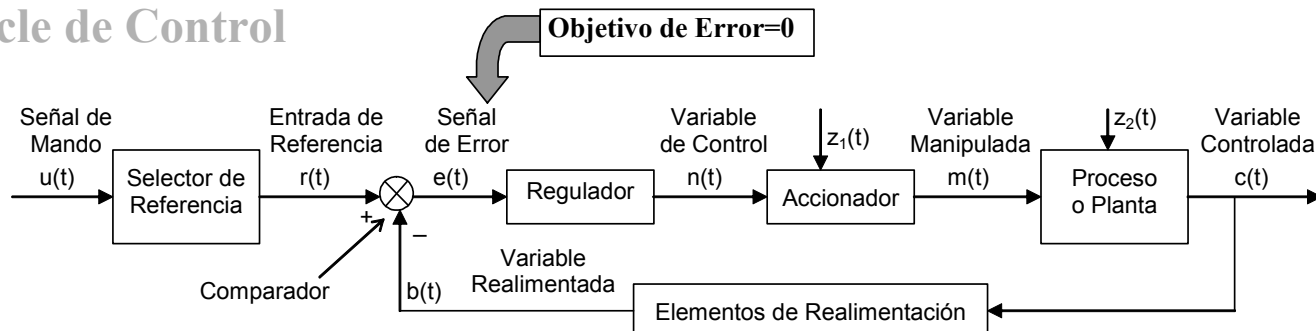 cle de Control
Objetivo de Error=0
Señal de
Mando
u(t)
Selector de
Referencia
Entrada de
Referencia
r(t)
+
–
Comparador
Señal
de Error
e(t)
Regulador
Variable
de Control
n(t)
z1(t)
Accionador
Variable
Manipulada
m(t)
z2(t)
Proceso
o Planta
Variable
Controlada
c(t)
Variable
Realimentada
b(t)
Elementos de Realimentación